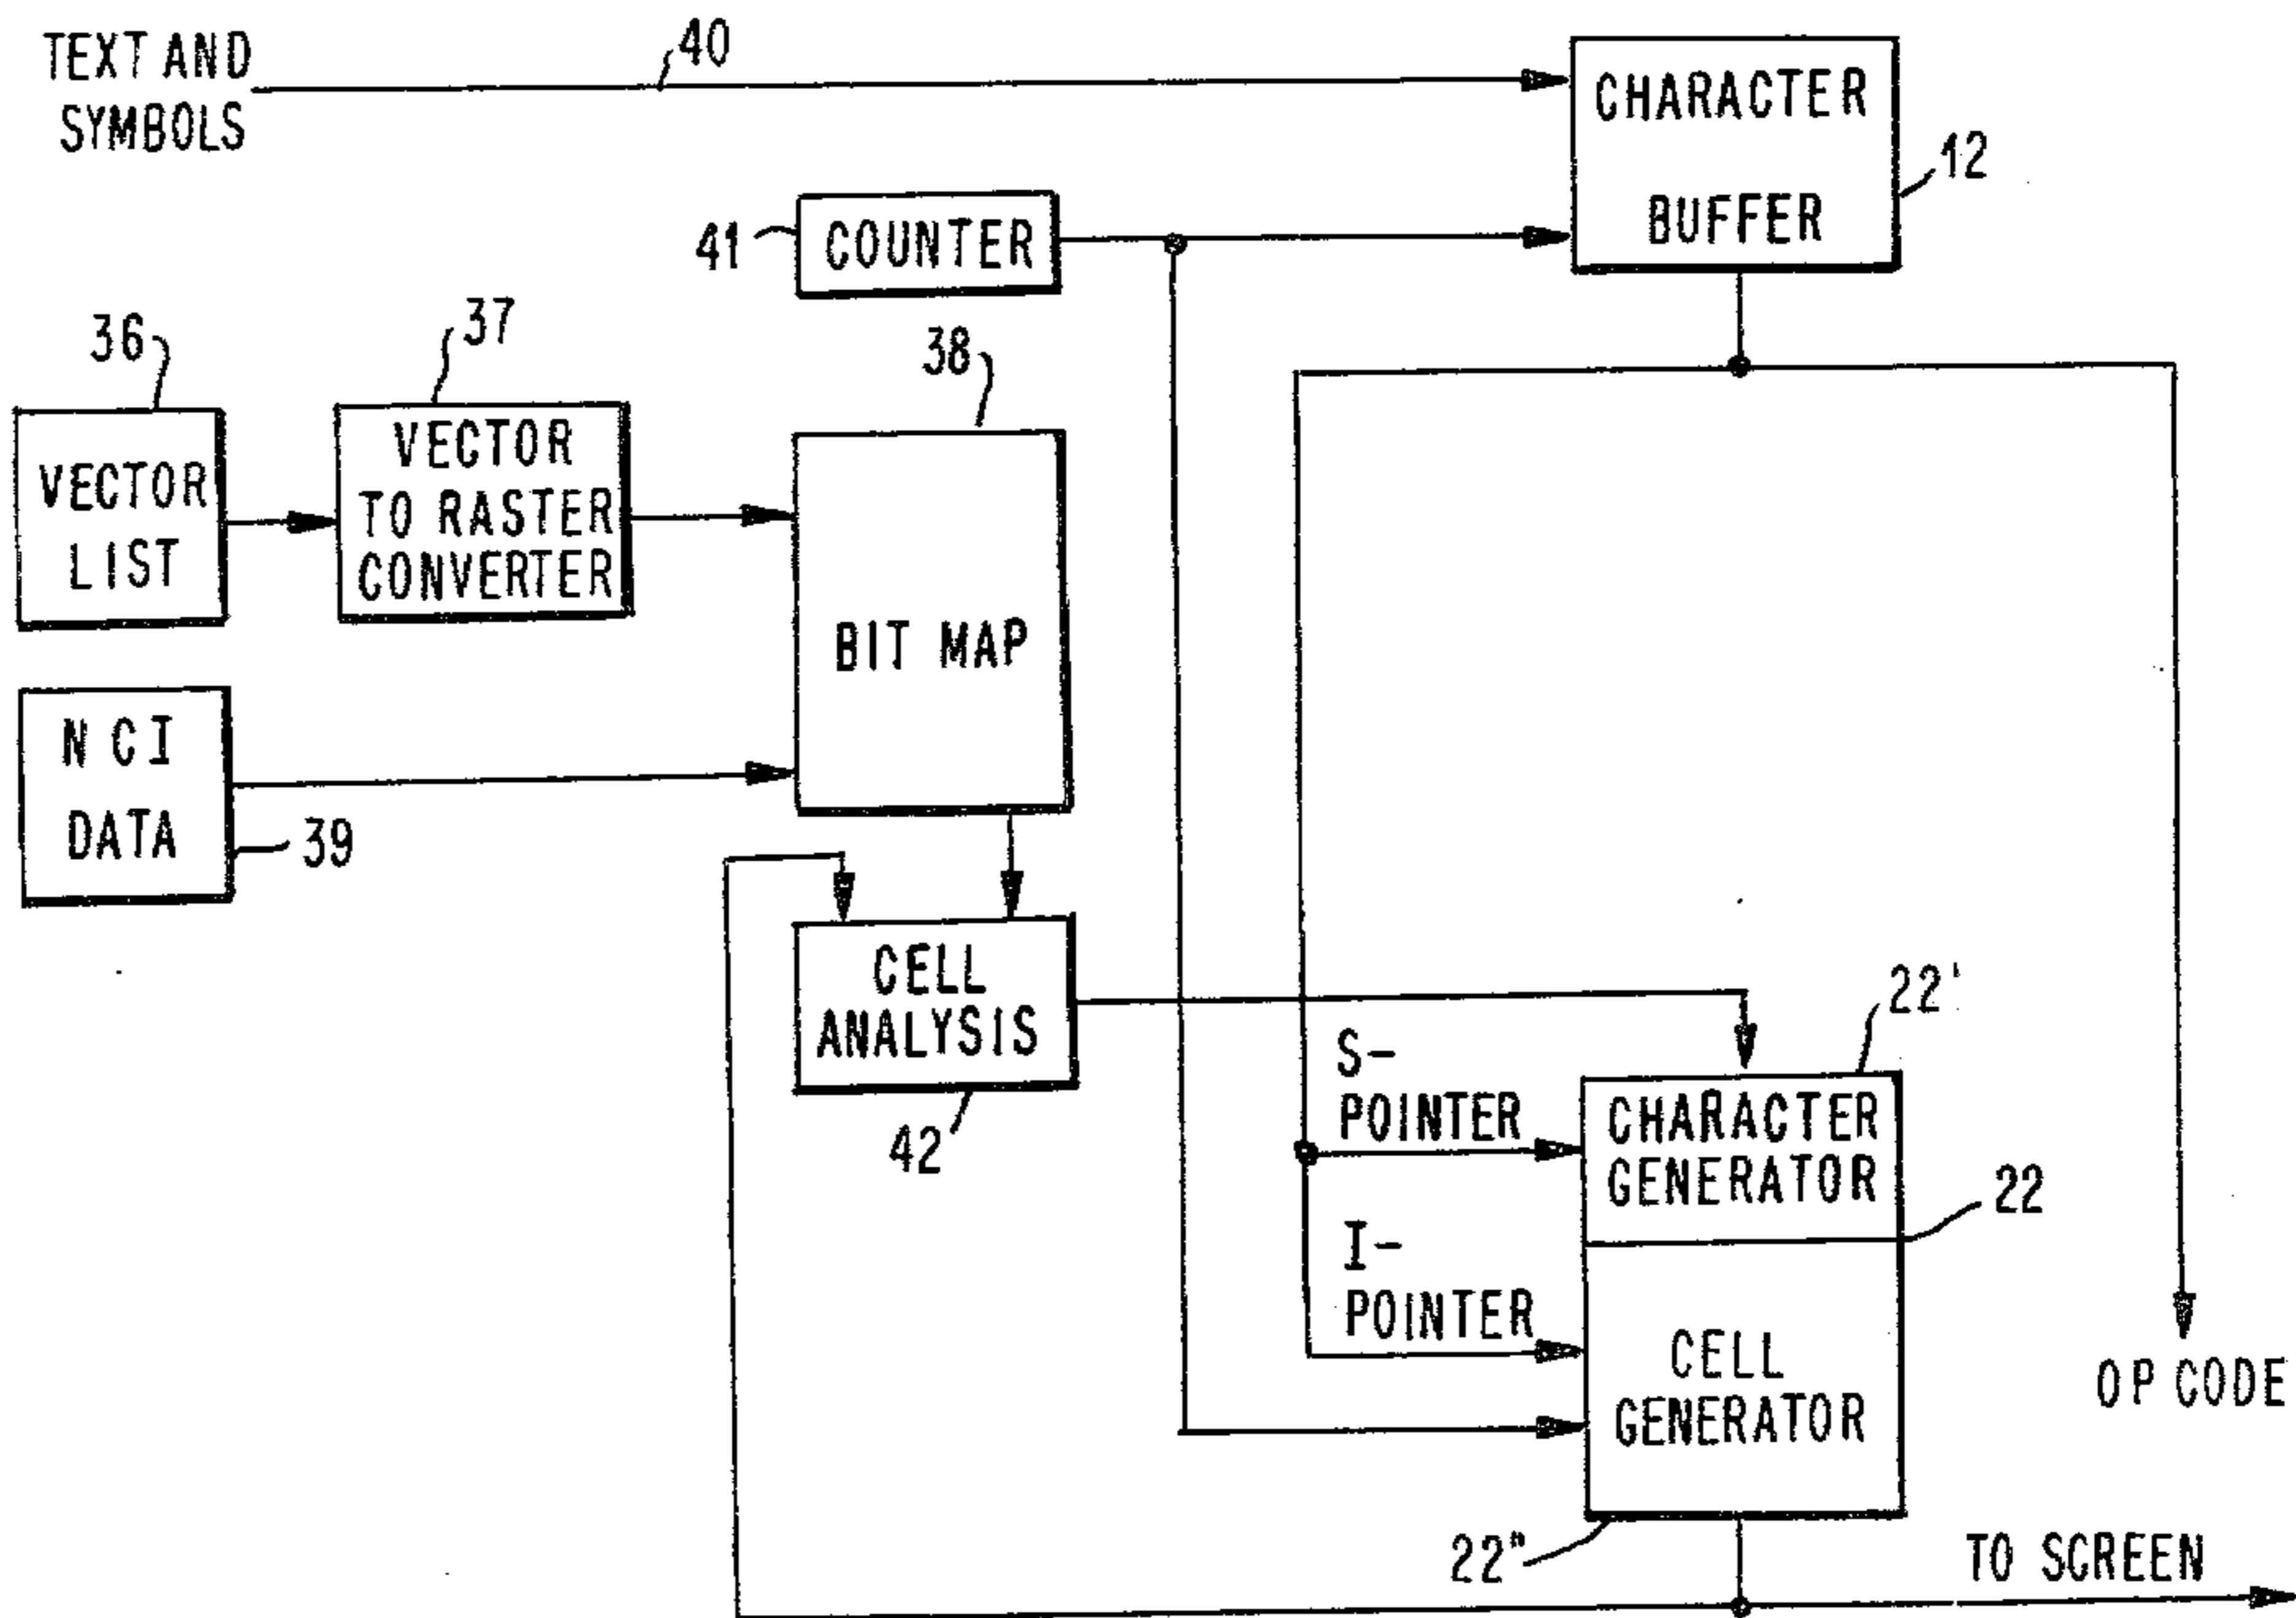 TEXT AND
SYMBOLS
40
CHARACTER
BUFFER
12
41
COUNTER
36
37
38
VECTOR
LIST
VECTOR
TO RASTER
CONVERTER
BIT MAP
NCI
DATA
39
CELL
ANALYSIS
42
22'
S-
POINTER
CHARACTER
GENERATOR
22
I-
POINTER
CELL
GENERATOR
OP CODE
22"
TO SCREEN